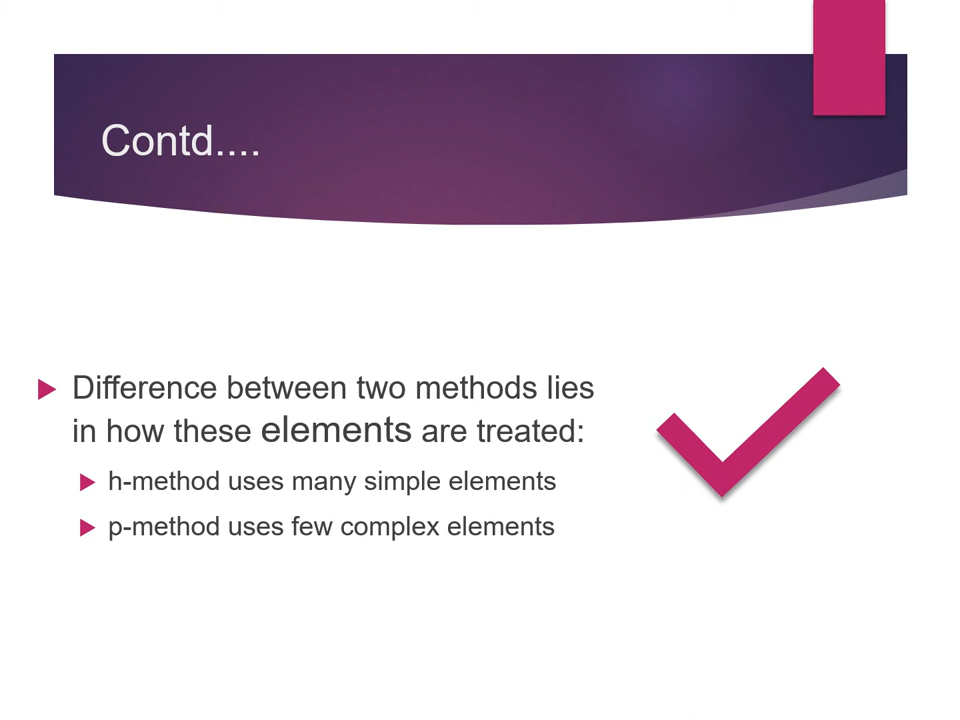 Contd....
Difference between two methods lies
in how these elements are treated:
h-method uses many simple elements
p-method uses few complex elements